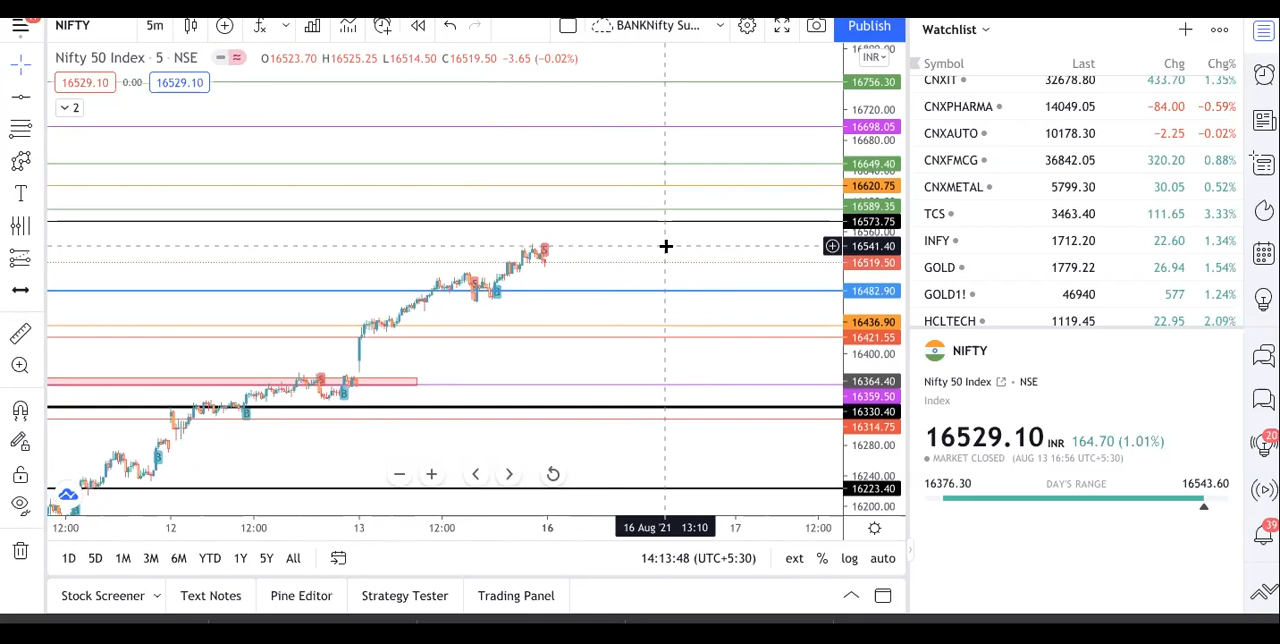 NIFTY 5m BANKNifty Su... Publish
Nifty 50 Index · 5 · NSE O16523.70 H16525.25 L16514.50 C16519.50 −3.65 (−0.02%)
16529.10 0.00 16529.10
2
INR
16756.30
16720.00
16698.05
16680.00
16649.40
16620.75
16589.35
16573.75
16560.00
16541.40
16519.50
16482.90
16436.90
16421.55
16400.00
16364.40
16359.50
16330.40
16314.75
16280.00
16240.00
16223.40
16200.00
S
S
B
S
B
B
B
12:00 12 12:00 13 12:00 16 16 Aug '21 13:10 17 12:00
1D 5D 1M 3M 6M YTD 1Y 5Y All 14:13:48 (UTC+5:30) ext % log auto
Stock Screener Text Notes Pine Editor Strategy Tester Trading Panel
Watchlist
Symbol Last Chg Chg%
CNXIT 32678.80 433.70 1.35%
CNXPHARMA 14049.05 −84.00 −0.59%
CNXAUTO 10178.30 −2.25 −0.02%
CNXFMCG 36842.05 320.20 0.88%
CNXMETAL 5799.30 30.05 0.52%
TCS 3463.40 111.65 3.33%
INFY 1712.20 22.60 1.34%
GOLD 1779.22 26.94 1.54%
GOLD1! 46940 577 1.24%
HCLTECH 1119.45 22.95 2.09%
NIFTY
Nifty 50 Index · NSE
Index
16529.10 INR 164.70 (1.01%)
MARKET CLOSED (AUG 13 16:56 UTC+5:30)
16376.30 DAY'S RANGE 16543.60
20
39